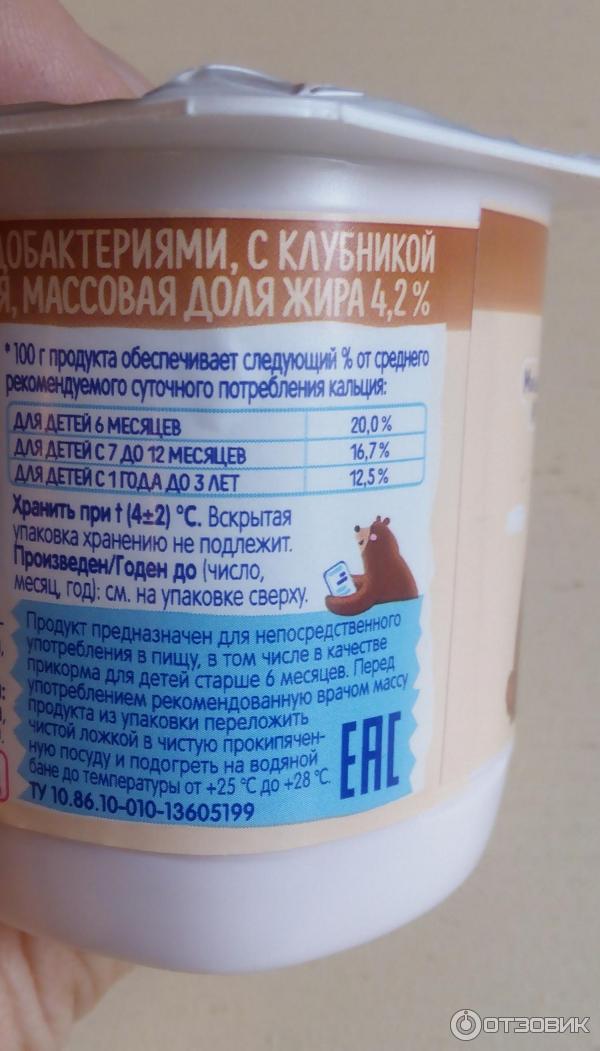 ДОБАКТЕРИЯМИ, С КЛУБНИКОЙ
Я, МАССОВАЯ ДОЛЯ ЖИРА 4,2%
* 100 г продукта обеспечивает следующий % от среднего
рекомендуемого суточного потребления кальция:
ДЛЯ ДЕТЕЙ 6 МЕСЯЦЕВ 20,0%
ДЛЯ ДЕТЕЙ С 7 ДО 12 МЕСЯЦЕВ 16,7%
ДЛЯ ДЕТЕЙ С 1 ГОДА ДО 3 ЛЕТ 12,5%
Хранить при t (4±2) °С. Вскрытая
упаковка хранению не подлежит.
Произведен/Годен до (число,
месяц, год): см. на упаковке сверху.
Продукт предназначен для непосредственного
употребления в пищу, в том числе в качестве
прикорма для детей старше 6 месяцев. Перед
употреблением рекомендованную врачом массу
продукта из упаковки переложить
чистой ложкой в чистую прокипячен-
ную посуду и подогреть на водяной
бане до температуры от +25 °С до +28 °С.
ТУ 10.86.10-010-13605199
ЕАС
ОТЗОВИК